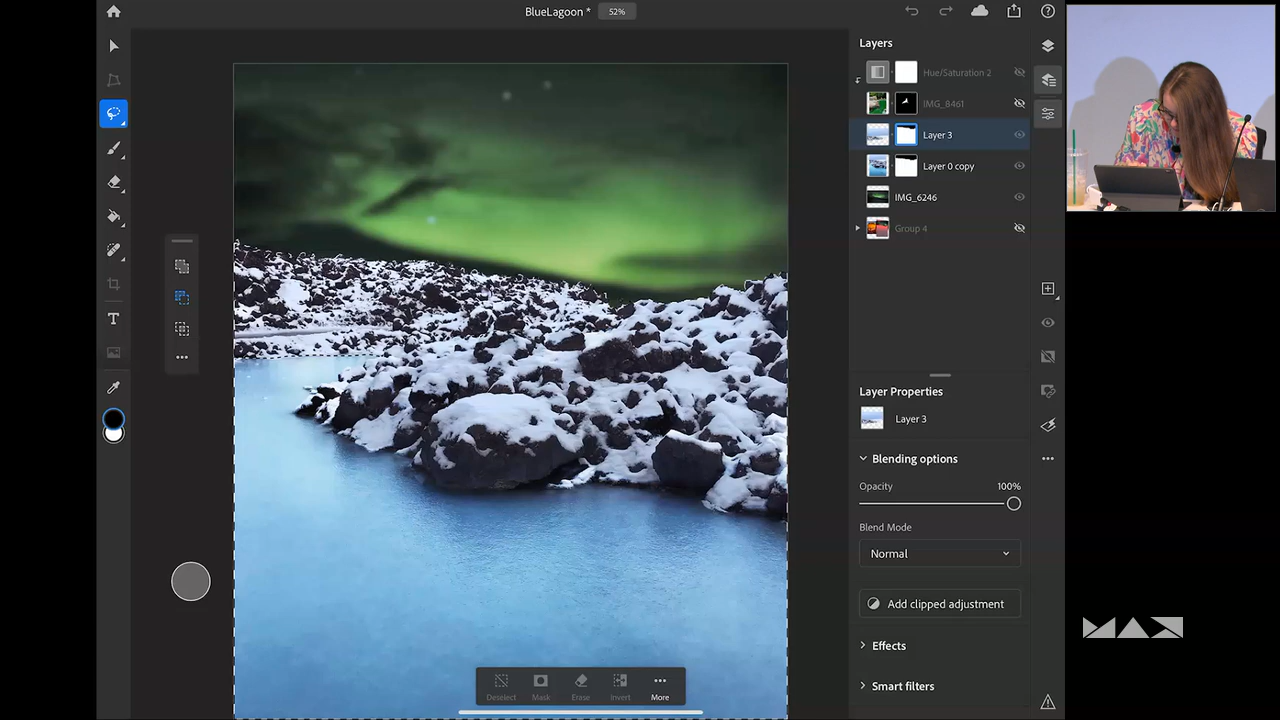 BlueLagoon *
52%
Layers
Hue/Saturation 2
IMG_8461
Layer 3
Layer 0 copy
IMG_6246
Group 4
T
Layer Properties
Layer 3
Blending options
Opacity
100%
Blend Mode
Normal
Add clipped adjustment
Effects
Smart filters
Deselect
Mask
Erase
Invert
More
MAX